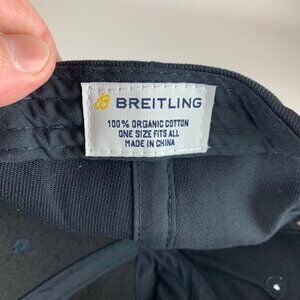 BREITLING
100% ORGANIC COTTON
ONE SIZE FITS ALL
MADE IN CHINA